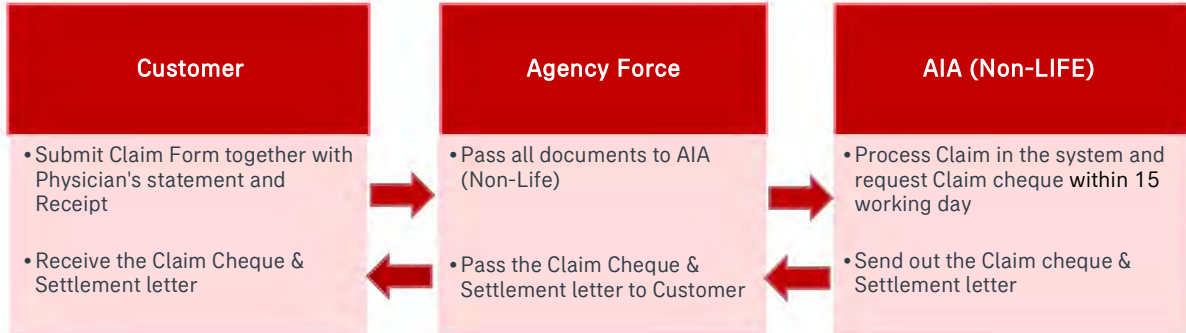 Customer
• Submit Claim Form together with
Physician's statement and
Receipt
• Receive the Claim Cheque &
Settlement letter
Agency Force
• Pass all documents to AIA
(Non-Life)
• Pass the Claim Cheque &
Settlement letter to Customer
AIA (Non-LIFE)
• Process Claim in the system and
request Claim cheque within 15
working day
• Send out the Claim cheque &
Settlement letter